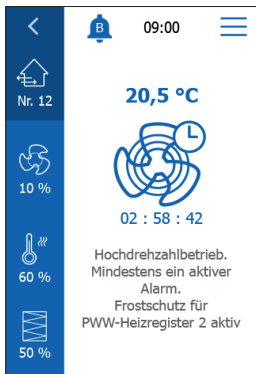 B
09:00
Nr. 12
20,5 °C
10 %
02 : 58 : 42
60 %
Hochdrehzahlbetrieb.
Mindestens ein aktiver
Alarm.
Frostschutz für
PWW-Heizregister 2 aktiv
50 %